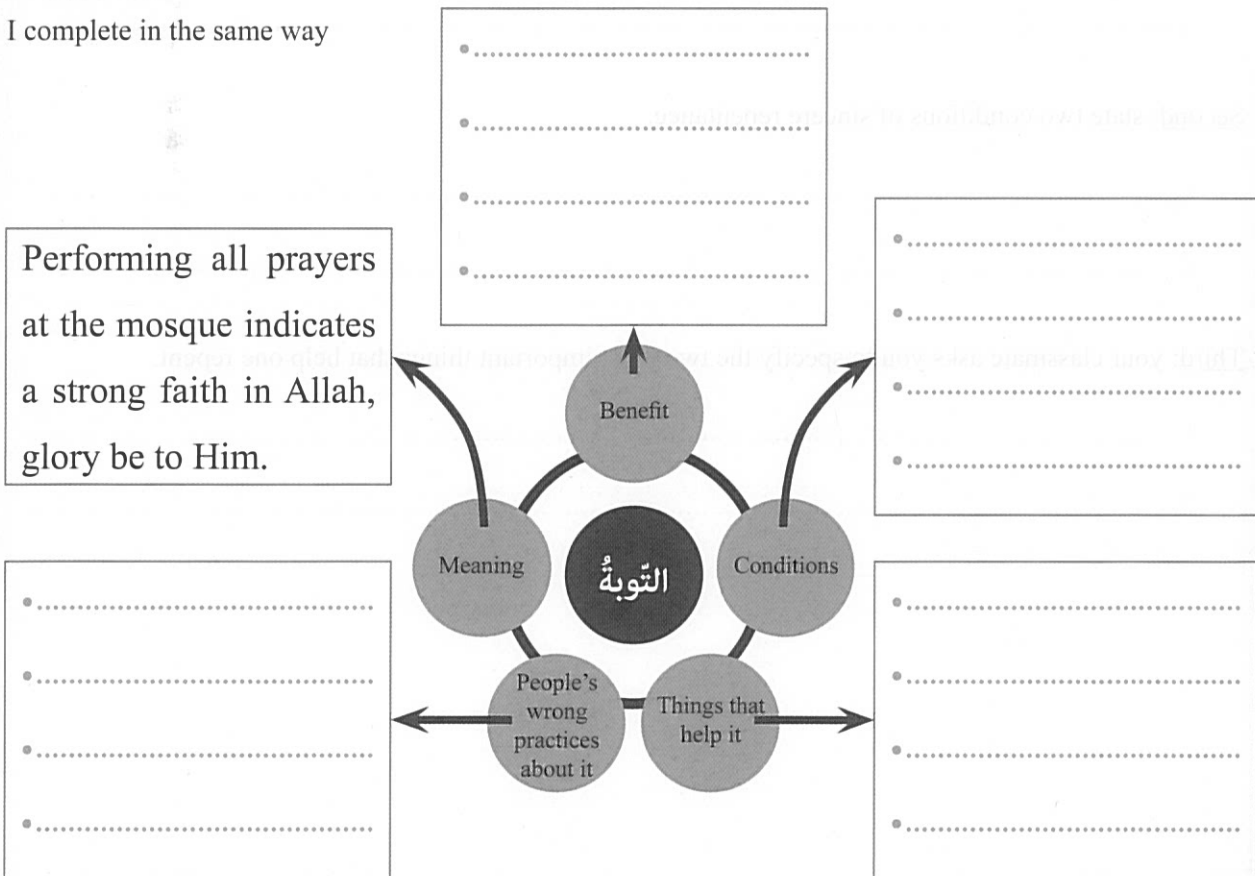 I complete in the same way
Performing all prayers
at the mosque indicates
a strong faith in Allah,
glory be to Him.
Benefit
Meaning
التّوبةُ
Conditions
People’s
wrong
practices
about it
Things that
help it